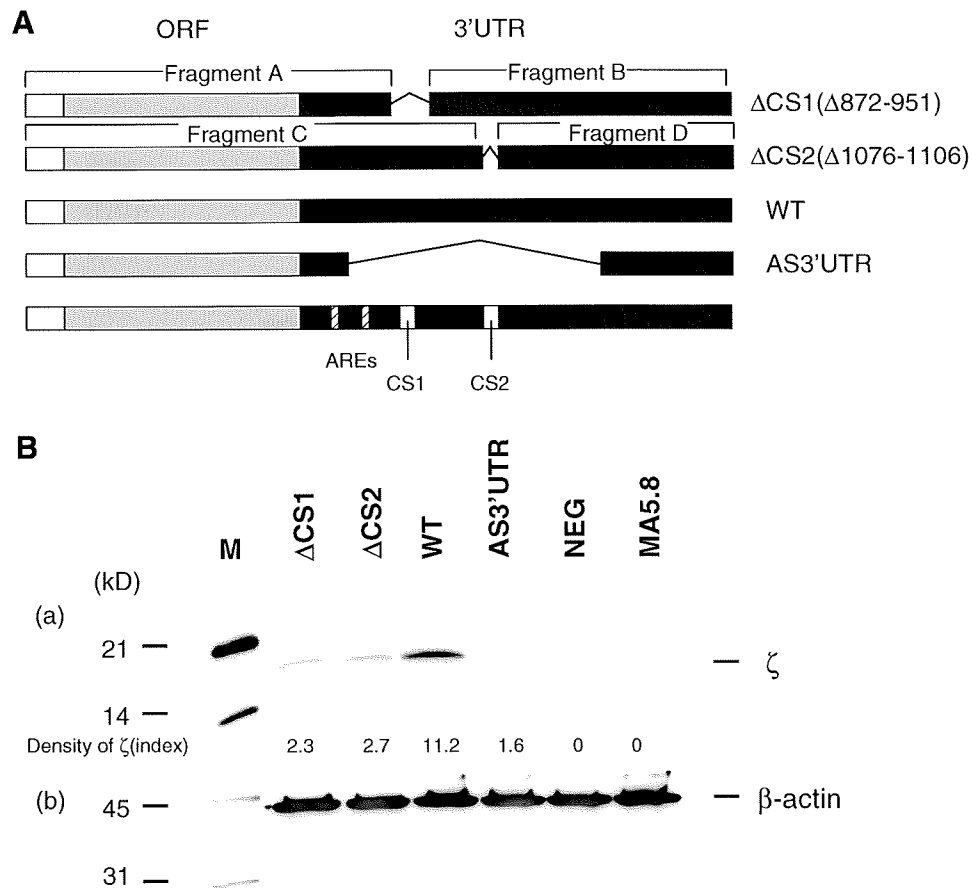 A
ORF 3'UTR
Fragment A Fragment B
ΔCS1(Δ872-951)
Fragment C Fragment D
ΔCS2(Δ1076-1106)
WT
AS3'UTR
AREs
CS1 CS2
B
M ΔCS1 ΔCS2 WT AS3'UTR NEG MA5.8
(kD)
(a)
21 ζ
14
Density of ζ(index) 2.3 2.7 11.2 1.6 0 0
(b) 45 β-actin
31